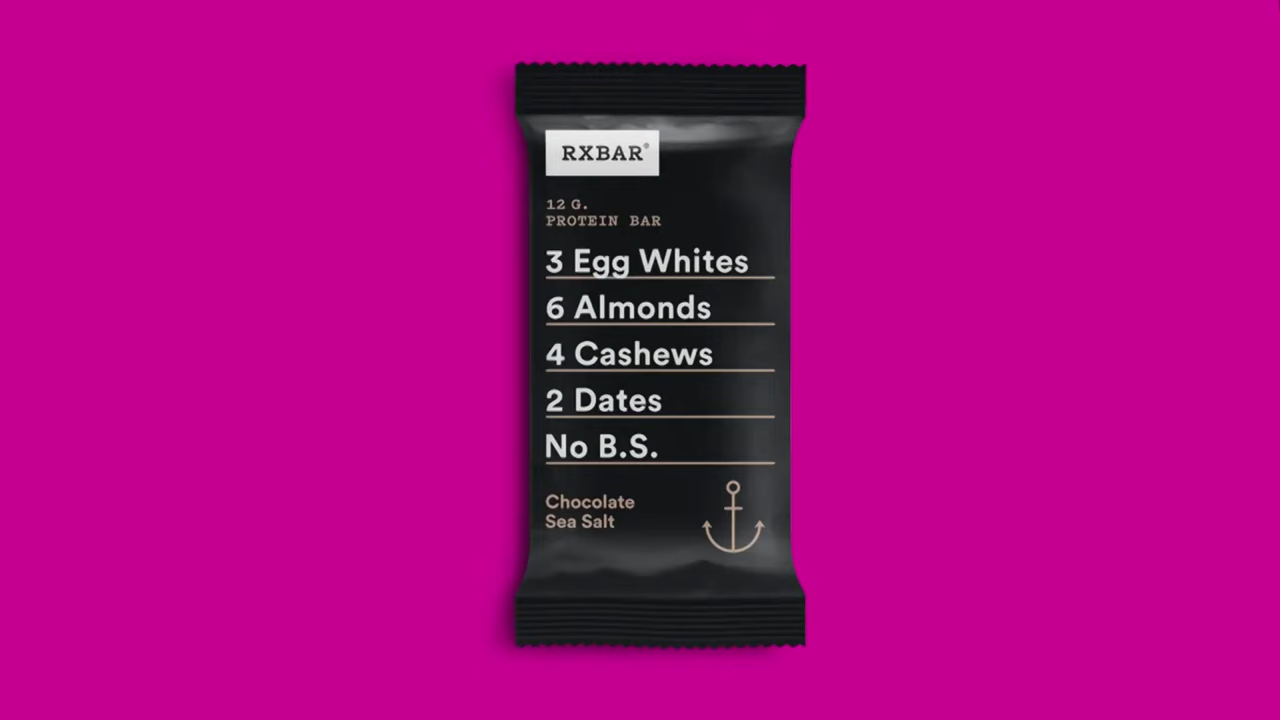 RXBAR®
12 G.
PROTEIN BAR
3 Egg Whites
6 Almonds
4 Cashews
2 Dates
No B.S.
Chocolate
Sea Salt